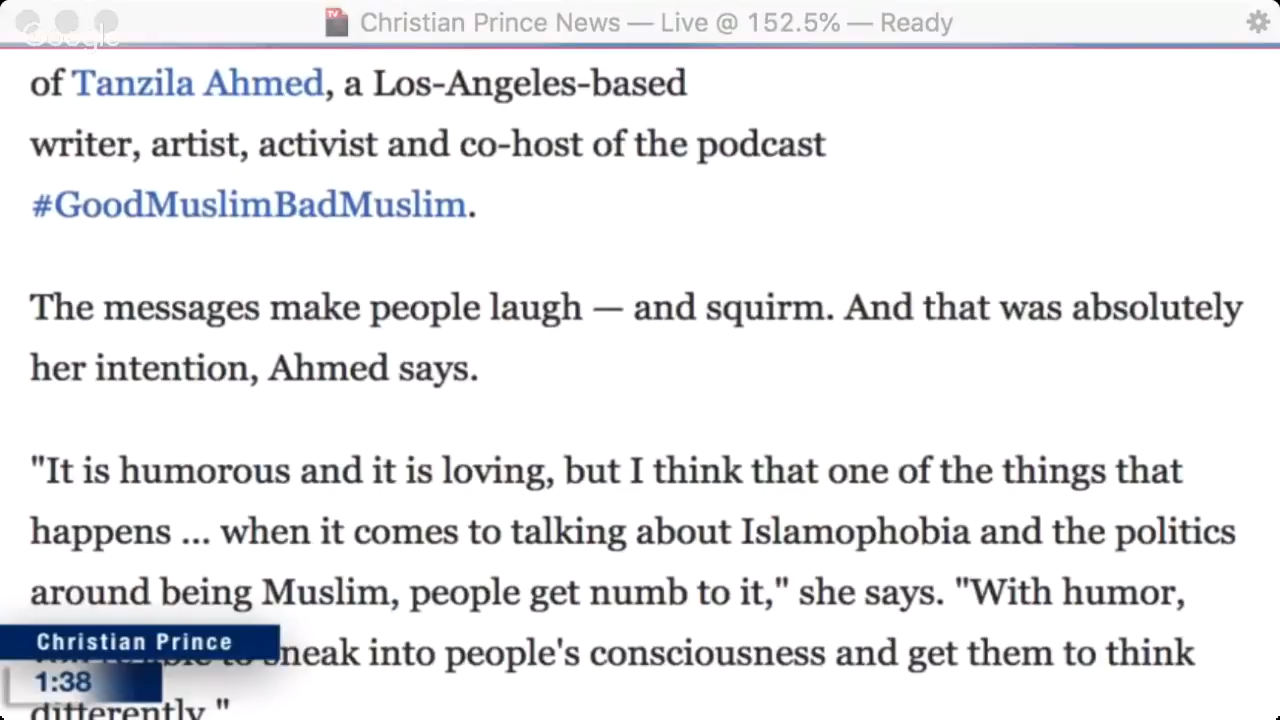 Christian Prince News — Live @ 152.5% — Ready
Google
of Tanzila Ahmed, a Los-Angeles-based
writer, artist, activist and co-host of the podcast
#GoodMuslimBadMuslim.
The messages make people laugh — and squirm. And that was absolutely
her intention, Ahmed says.
"It is humorous and it is loving, but I think that one of the things that
happens ... when it comes to talking about Islamophobia and the politics
around being Muslim, people get numb to it," she says. "With humor,
to sneak into people's consciousness and get them to think
differently."
Christian Prince
1:38